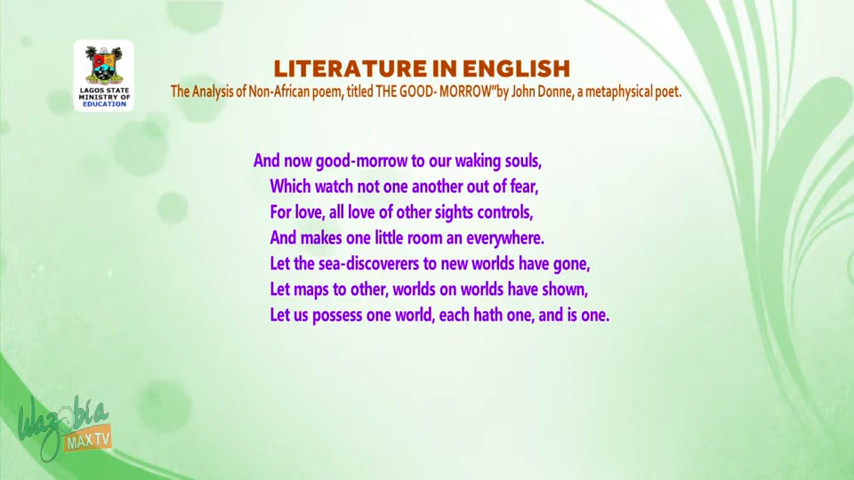 LAGOS STATE
MINISTRY OF
EDUCATION
LITERATURE IN ENGLISH
The Analysis of Non-African poem, titled THE GOOD- MORROW"by John Donne, a metaphysical poet.
And now good-morrow to our waking souls,
Which watch not one another out of fear,
For love, all love of other sights controls,
And makes one little room an everywhere.
Let the sea-discoverers to new worlds have gone,
Let maps to other, worlds on worlds have shown,
Let us possess one world, each hath one, and is one.
Wazobia
MAX TV